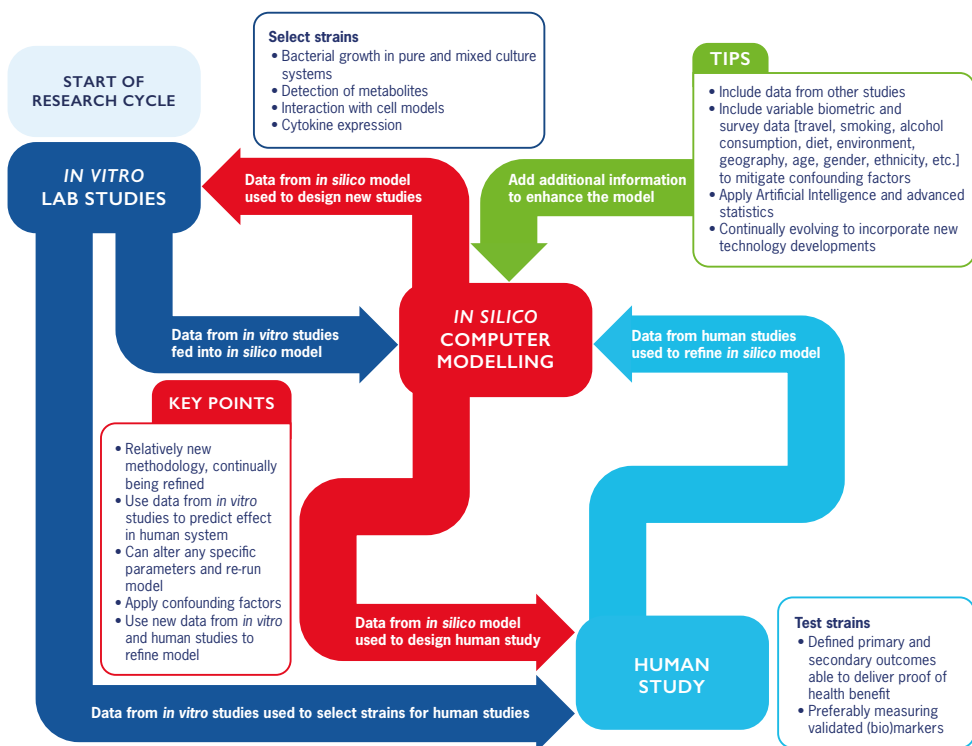 START OF
RESEARCH CYCLE
IN VITRO
LAB STUDIES
Select strains
• Bacterial growth in pure and mixed culture
systems
• Detection of metabolites
• Interaction with cell models
• Cytokine expression
TIPS
• Include data from other studies
• Include variable biometric and
survey data [travel, smoking, alcohol
consumption, diet, environment,
geography, age, gender, ethnicity, etc.]
to mitigate confounding factors
• Apply Artificial Intelligence and advanced
statistics
• Continually evolving to incorporate new
technology developments
Data from in silico model
used to design new studies
Add additional information
to enhance the model
Data from in vitro studies
fed into in silico model
IN SILICO
COMPUTER
MODELLING
Data from human studies
used to refine in silico model
KEY POINTS
• Relatively new
methodology, continually
being refined
• Use data from in vitro
studies to predict effect
in human system
• Can alter any specific
parameters and re-run
model
• Apply confounding factors
• Use new data from in vitro
and human studies to
refine model
Data from in silico model
used to design human study
HUMAN
STUDY
Test strains
• Defined primary and
secondary outcomes
able to deliver proof of
health benefit
• Preferably measuring
validated (bio)markers
Data from in vitro studies used to select strains for human studies